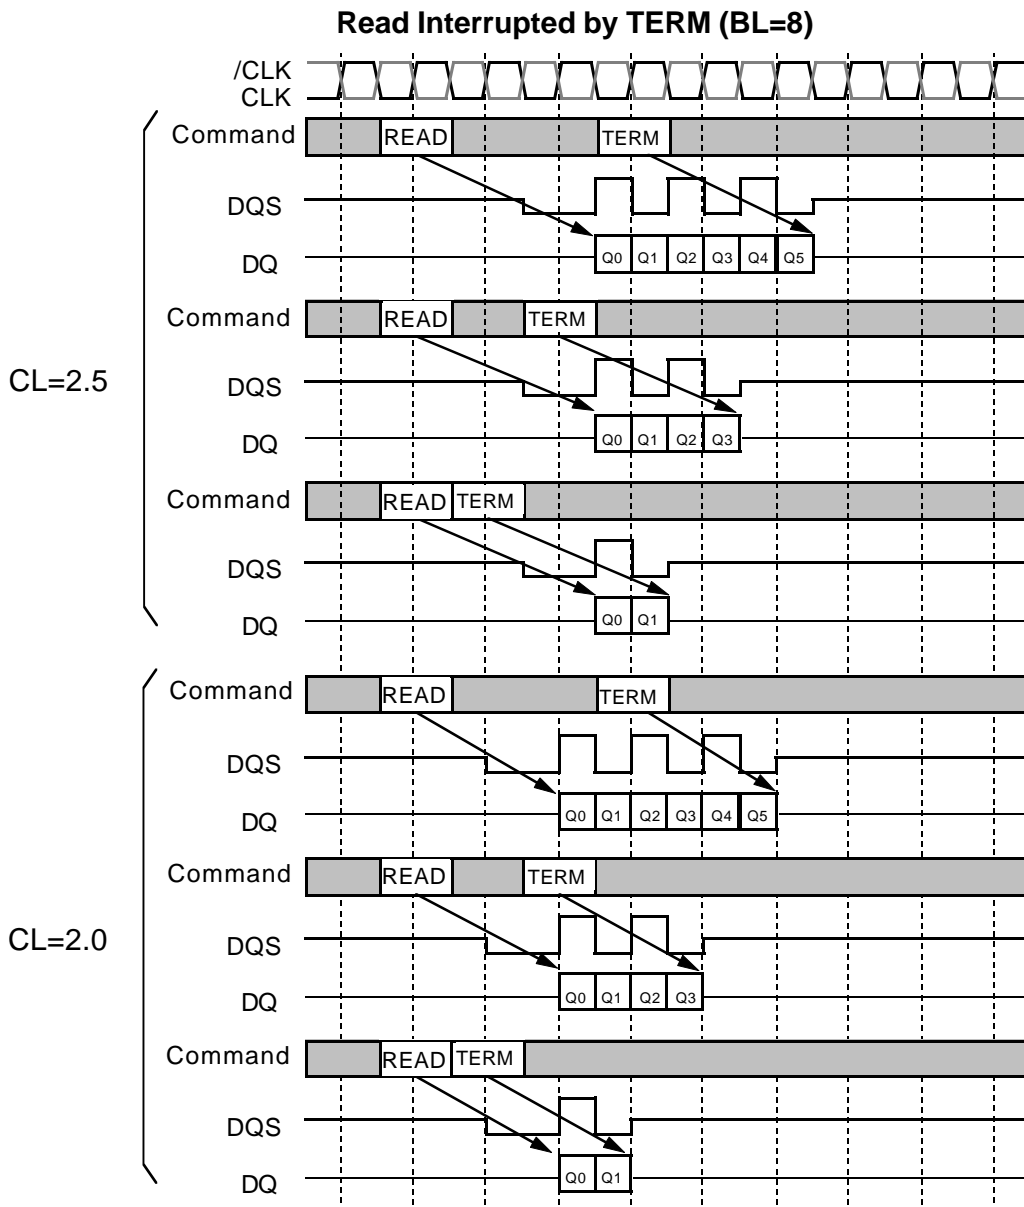 Read Interrupted by TERM (BL=8)
/CLK
CLK
Command READ TERM
DQS
DQ Q0 Q1 Q2 Q3 Q4 Q5
Command READ TERM
CL=2.5
DQS
DQ Q0 Q1 Q2 Q3
Command READ TERM
DQS
DQ Q0 Q1
Command READ TERM
DQS
DQ Q0 Q1 Q2 Q3 Q4 Q5
Command READ TERM
CL=2.0
DQS
DQ Q0 Q1 Q2 Q3
Command READ TERM
DQS
DQ Q0 Q1